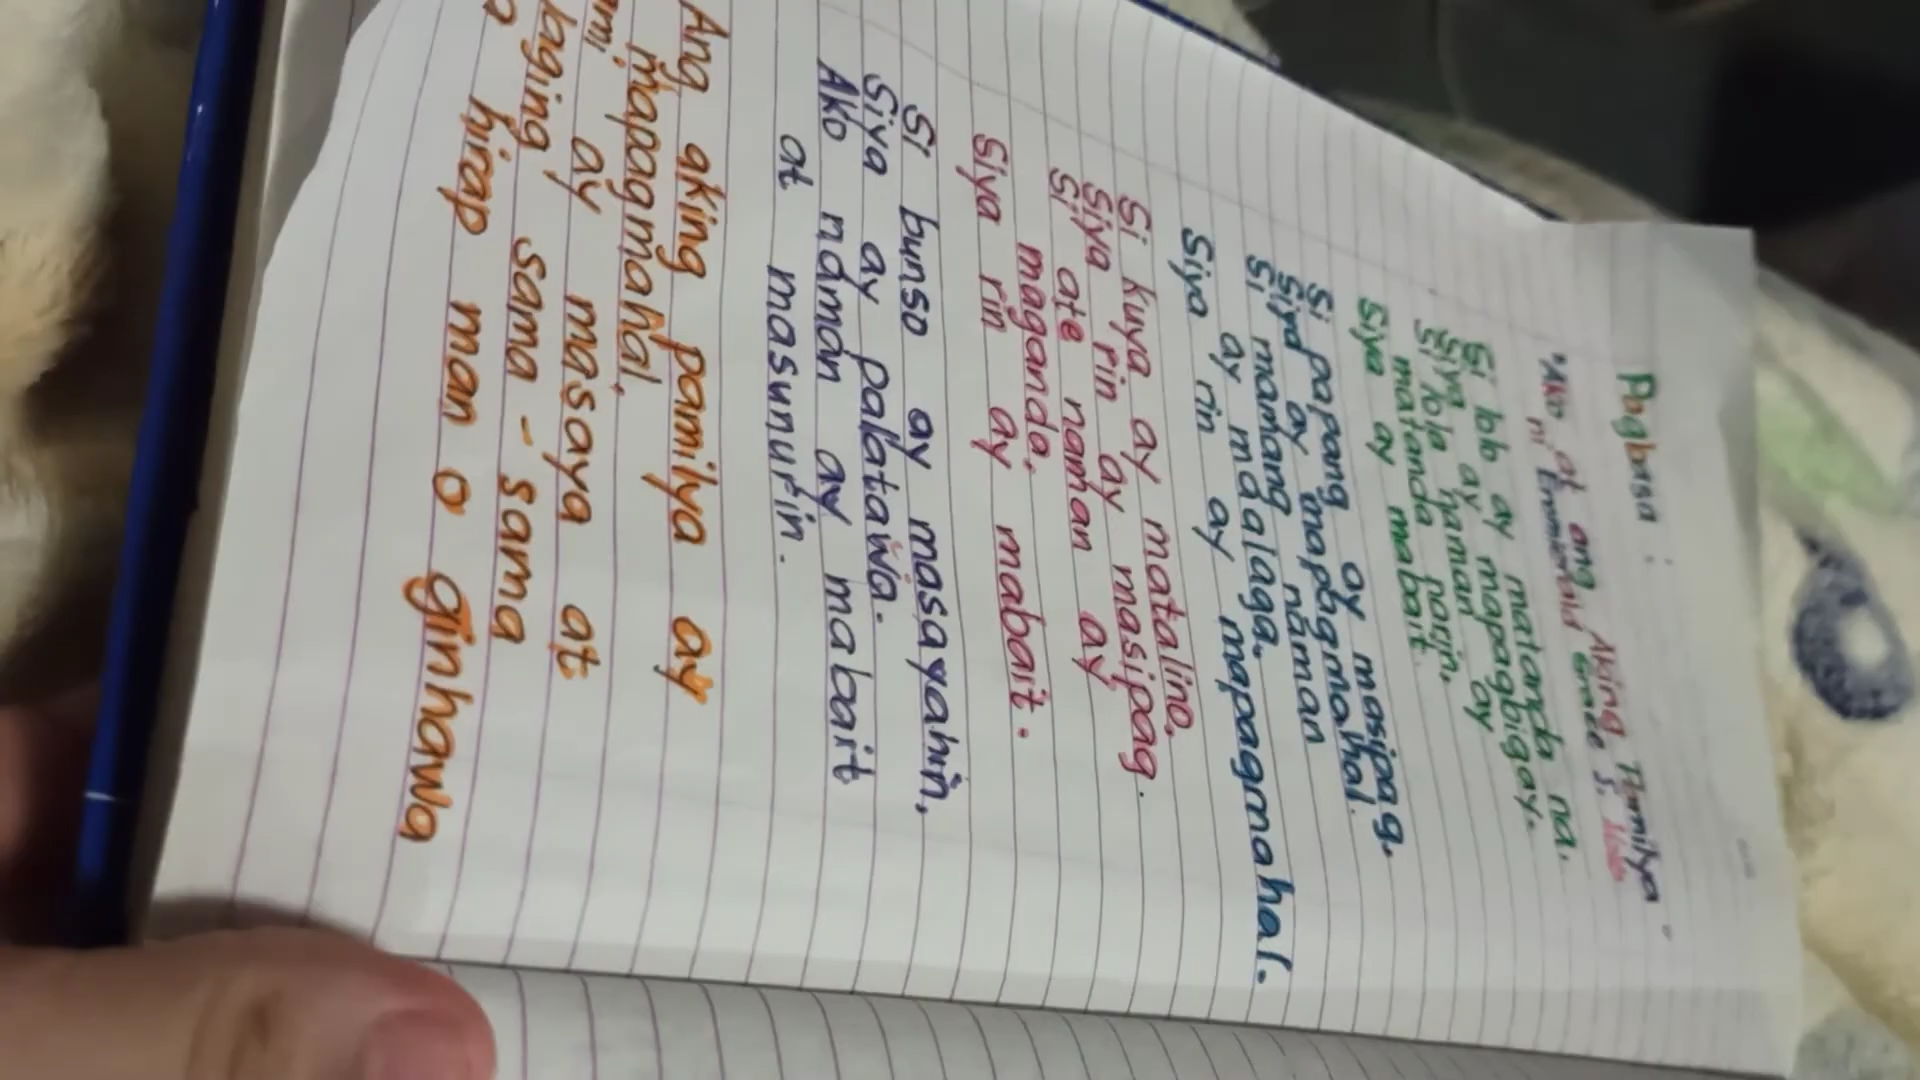 Pagbasa :
"Ako at ang Aking Pamilya"
ni Grace S.
Si lolo ay matanda na.
Siya ay mapagbigay.
Si lola naman ay
matanda narin,
Siya ay mabait.
Si papang ay masipag.
Siya ay mapagmahal.
Si mamang naman
ay maalaga,
Siya rin ay mapagmahal.
Si kuya ay matalino,
Siya rin ay masipag.
Si ate naman ay
maganda,
Siya rin ay mabait.
Si bunso ay masayahin,
Siya ay palatawa.
Ako naman ay mabait
at masunurin.
Ang aking pamilya ay
mapagmahal,
ay masaya at
laging sama - sama
hirap man o ginhawa